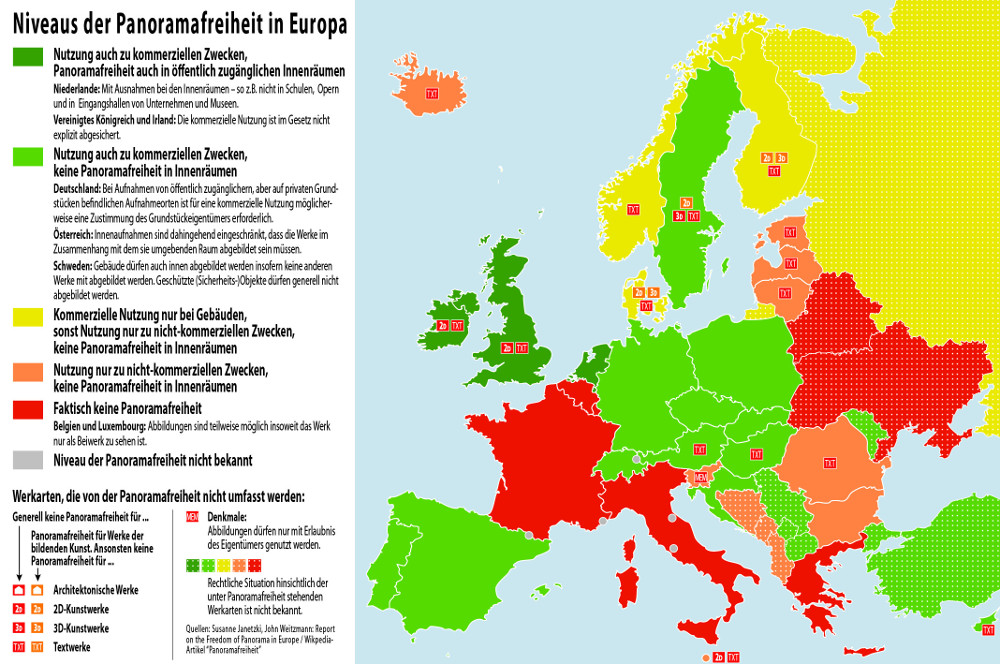 Niveaus der Panoramafreiheit in Europa
Nutzung auch zu kommerziellen Zwecken,
Panoramafreiheit auch in öffentlich zugänglichen Innenräumen
Niederlande: Mit Ausnahmen bei den Innenräumen – so z.B. nicht in Schulen, Opern
und in Eingangshallen von Unternehmen und Museen.
Vereinigtes Königreich und Irland: Die kommerzielle Nutzung ist im Gesetz nicht
explizit abgesichert.
Nutzung auch zu kommerziellen Zwecken,
keine Panoramafreiheit in Innenräumen
Deutschland: Bei Aufnahmen von öffentlich zugänglichern, aber auf privaten Grund-
stücken befindlichen Aufnahmeorten ist für eine kommerzielle Nutzung möglicher-
weise eine Zustimmung des Grundstückeigentümers erforderlich.
Österreich: Innenaufnahmen sind dahingehend eingeschränkt, dass die Werke im
Zusammenhang mit dem sie umgebenden Raum abgebildet sein müssen.
Schweden: Gebäude dürfen auch innen abgebildet werden insofern keine anderen
Werke mit abgebildet werden. Geschützte (Sicherheits-)Objekte dürfen generell nicht
abgebildet werden.
Kommerzielle Nutzung nur bei Gebäuden,
sonst Nutzung nur zu nicht-kommerziellen Zwecken,
keine Panoramafreiheit in Innenräumen
Nutzung nur zu nicht-kommerziellen Zwecken,
keine Panoramafreiheit in Innenräumen
Faktisch keine Panoramafreiheit
Belgien und Luxembourg: Abbildungen sind teilweise möglich insoweit das Werk
nur als Beiwerk zu sehen ist.
Niveau der Panoramafreiheit nicht bekannt
Werkarten, die von der Panoramafreiheit nicht umfasst werden:
Generell keine Panoramafreiheit für ...
Panoramafreiheit für Werke der
bildenden Kunst. Ansonsten keine
Panoramafreiheit für ...
Architektonische Werke
2D 2D 2D-Kunstwerke
3D 3D 3D-Kunstwerke
TXT TXT Textwerke
MEM Denkmale:
Abbildungen dürfen nur mit Erlaubnis
des Eigentümers genutzt werden.
Rechtliche Situation hinsichtlich der
unter Panoramafreiheit stehenden
Werkarten ist nicht bekannt.
Quellen: Susanne Janetzki, John Weitzmann: Report
on the Freedom of Panorama in Europe / Wikpedia-
Artikel "Panoramafreiheit"
TXT
2D 3D
TXT
TXT
2D
3D TXT
TXT
TXT
2D 3D
TXT
TXT
2D TXT
2D TXT
TXT
TXT
TXT
MEM
TXT
2D TXT